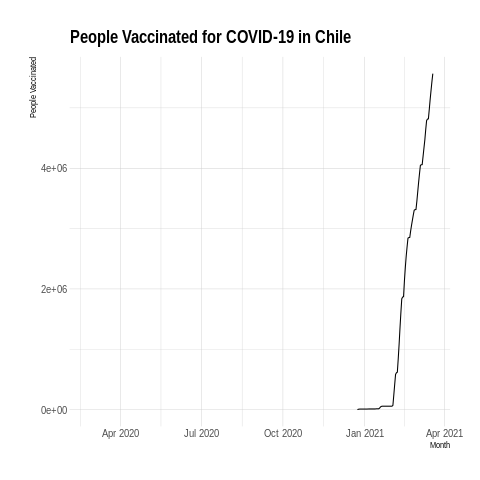 People Vaccinated for COVID-19 in Chile
People Vaccinated
4e+06
2e+06
0e+00
Apr 2020 Jul 2020 Oct 2020 Jan 2021 Apr 2021
Month